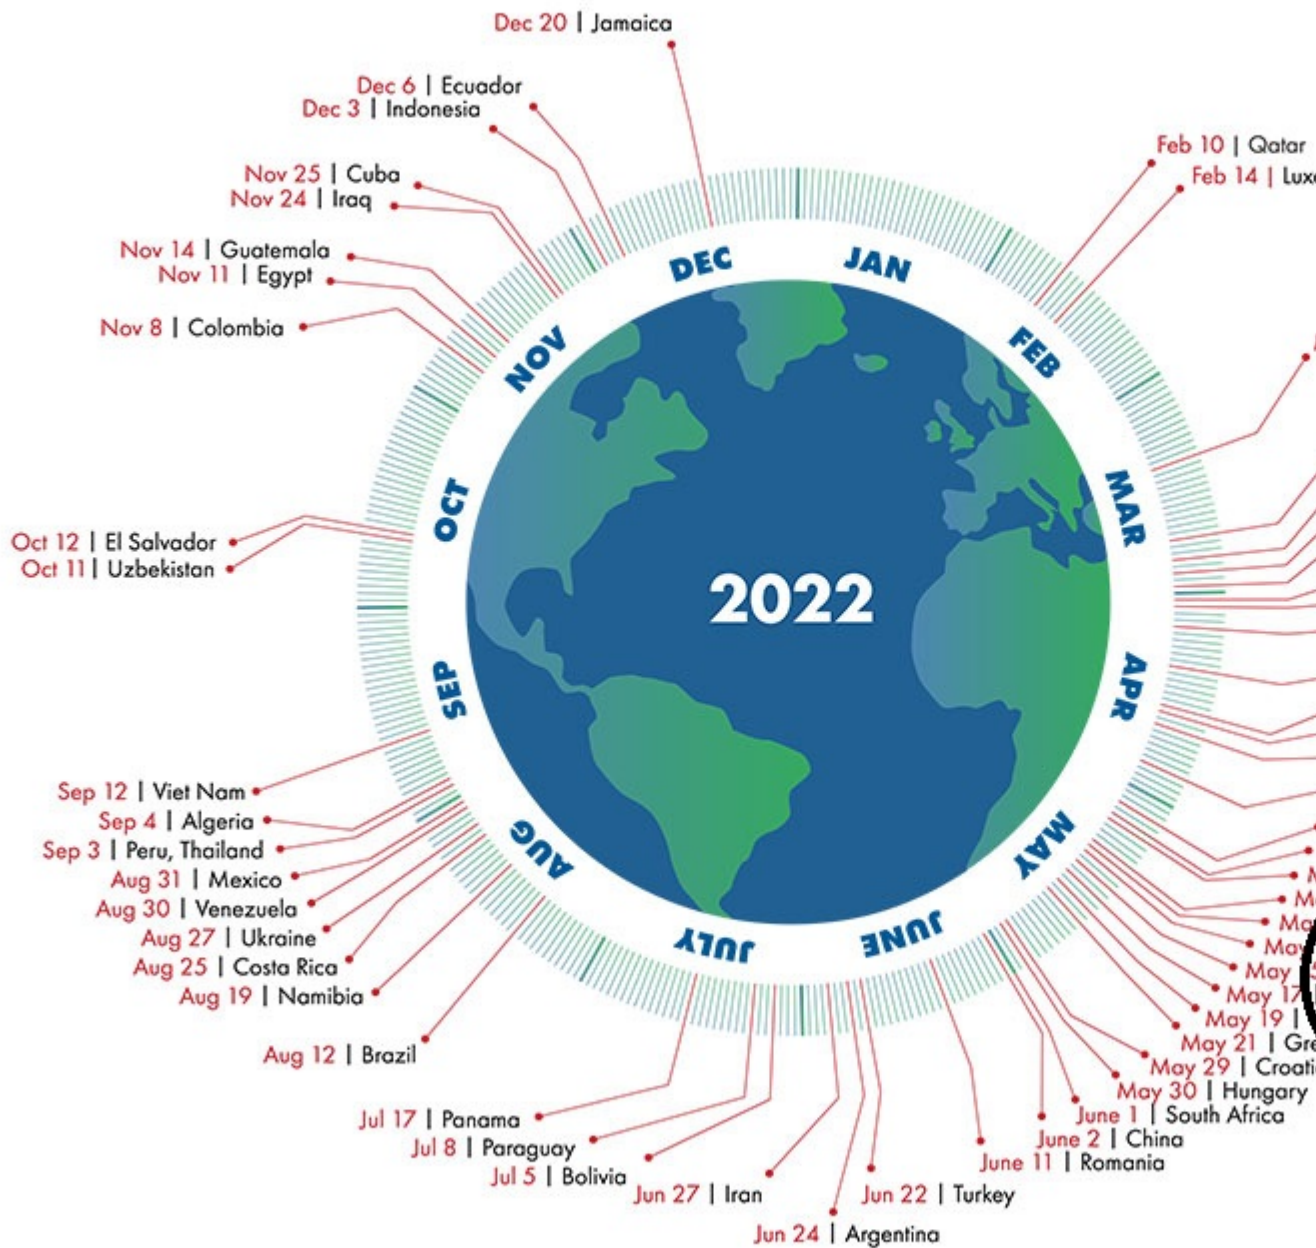 Dec 20 | Jamaica
Dec 6 | Ecuador
Dec 3 | Indonesia
Nov 25 | Cuba
Nov 24 | Iraq
Nov 14 | Guatemala
Nov 11 | Egypt
Nov 8 | Colombia
Oct 12 | El Salvador
Oct 11 | Uzbekistan
Sep 12 | Viet Nam
Sep 4 | Algeria
Sep 3 | Peru, Thailand
Aug 31 | Mexico
Aug 30 | Venezuela
Aug 27 | Ukraine
Aug 25 | Costa Rica
Aug 19 | Namibia
Aug 12 | Brazil
Jul 17 | Panama
Jul 8 | Paraguay
Jul 5 | Bolivia
Jun 27 | Iran
Jun 24 | Argentina
Jun 22 | Turkey
June 11 | Romania
June 2 | China
June 1 | South Africa
May 30 | Hungary
May 29 |
May 21 |
May 19 |
May 17
May
May
Feb 14 |
Feb 10 | Qatar
JAN
FEB
MAR
APR
MAY
JUNE
JULY
AUG
SEP
OCT
NOV
DEC
2022